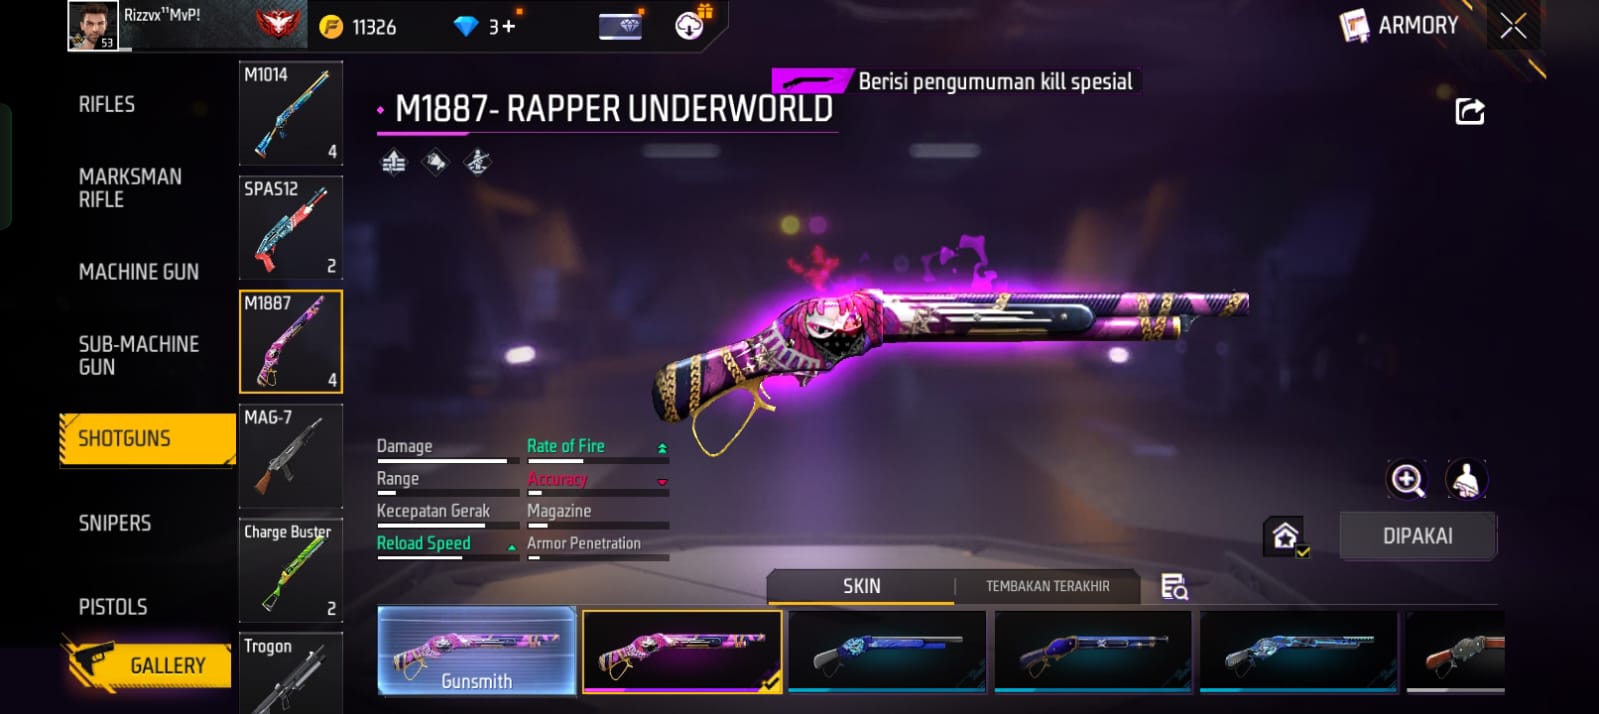 Rizzvx¹¹MvP!
53
11326
3+
ARMORY
RIFLES
MARKSMAN
RIFLE
MACHINE GUN
SUB-MACHINE
GUN
SHOTGUNS
SNIPERS
PISTOLS
GALLERY
M1014
4
SPAS12
2
M1887
4
MAG-7
Charge Buster
2
Trogon
Berisi pengumuman kill spesial
M1887- RAPPER UNDERWORLD
Damage
Rate of Fire
Range
Accuracy
Kecepatan Gerak
Magazine
Reload Speed
Armor Penetration
DIPAKAI
SKIN
TEMBAKAN TERAKHIR
Gunsmith